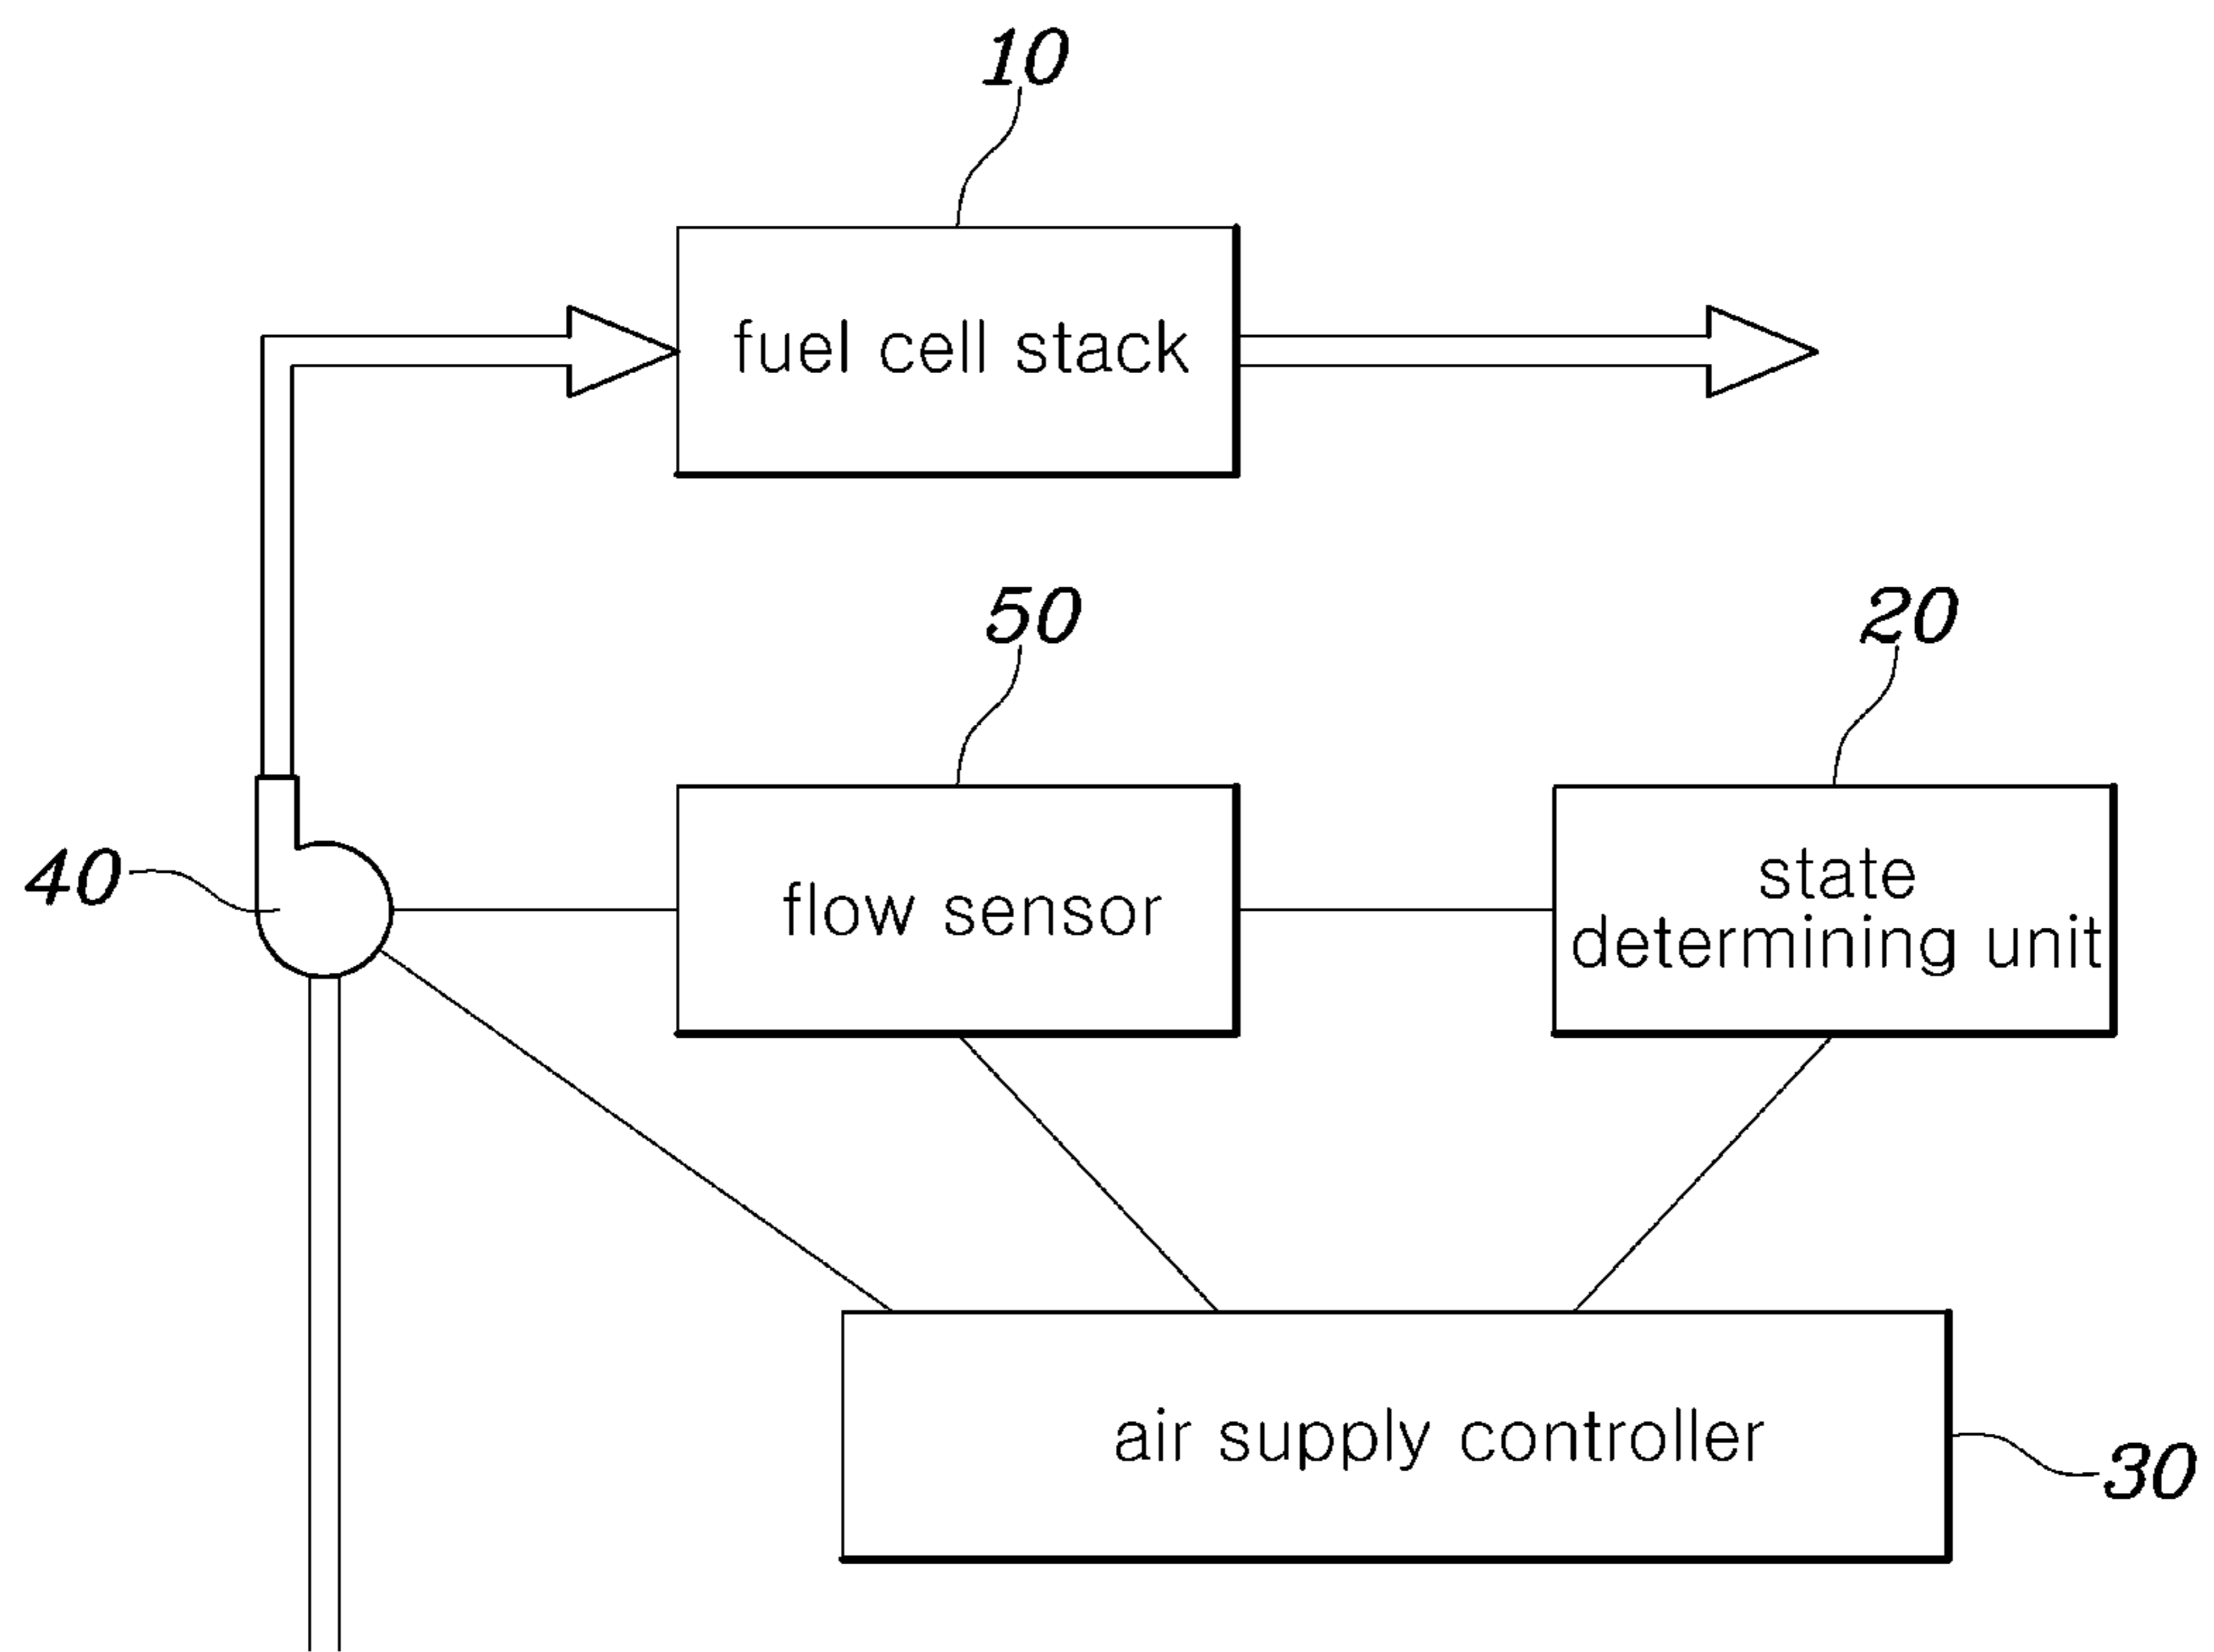 10
fuel cell stack
50
20
40
flow sensor
state
determining unit
air supply controller
30